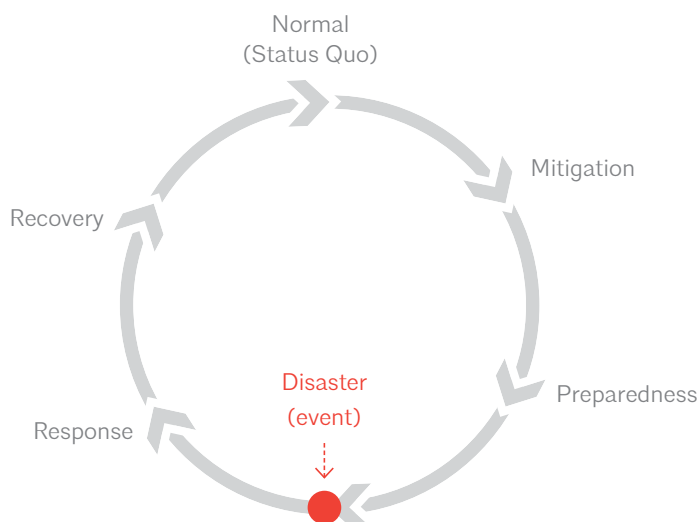 Normal
(Status Quo)
Mitigation
Recovery
Disaster
(event)
Preparedness
Response